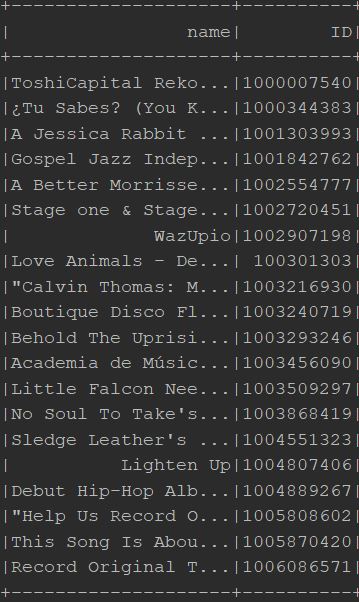 +--------------------+----------+
|                name|        ID|
+--------------------+----------+
|ToshiCapital Reko...|1000007540|
|¿Tu Sabes? (You K...|1000344383|
|A Jessica Rabbit ...|1001303993|
|Gospel Jazz Indep...|1001842762|
|A Better Morrisse...|1002554777|
|Stage one & Stage...|1002720451|
|             WazUpio|1002907198|
|Love Animals - De...| 100301303|
|"Calvin Thomas: M...|1003216930|
|Boutique Disco Fl...|1003240719|
|Behold The Uprisi...|1003293246|
|Academia de Músic...|1003456090|
|Little Falcon Nee...|1003509297|
|No Soul To Take's...|1003868419|
|Sledge Leather's ...|1004551323|
|          Lighten Up|1004807406|
|Debut Hip-Hop Alb...|1004889267|
|"Help Us Record O...|1005808602|
|This Song Is Abou...|1005870420|
|Record Original T...|1006086571|
+--------------------+----------+